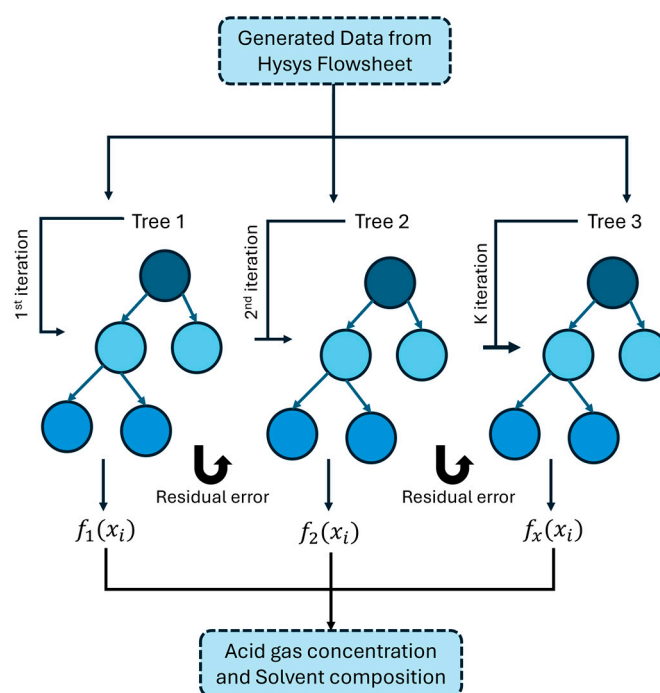 Generated Data from
Hysys Flowsheet
Tree 1
Tree 2
Tree 3
1st iteration
2nd iteration
K iteration
Residual error
Residual error
f₁(xᵢ)
f₂(xᵢ)
fₓ(xᵢ)
Acid gas concentration
and Solvent composition